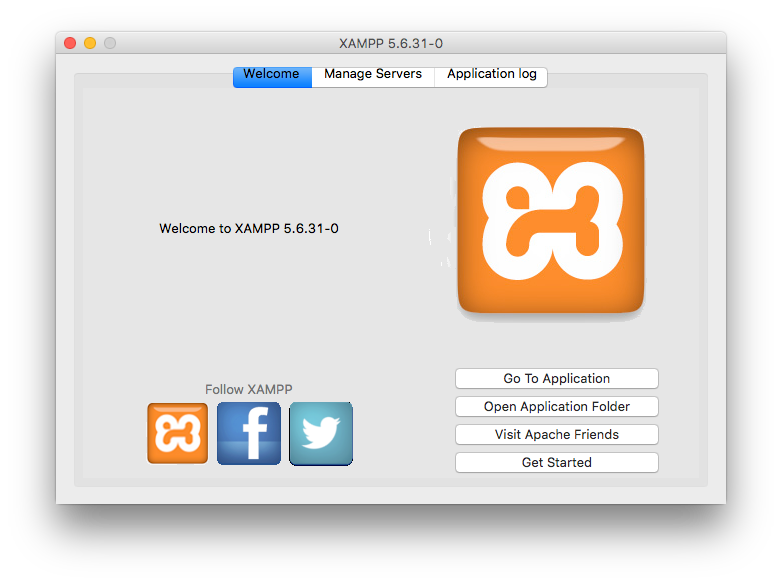 XAMPP 5.6.31-0
Welcome
Manage Servers
Application log
Welcome to XAMPP 5.6.31-0
Follow XAMPP
f
Go To Application
Open Application Folder
Visit Apache Friends
Get Started